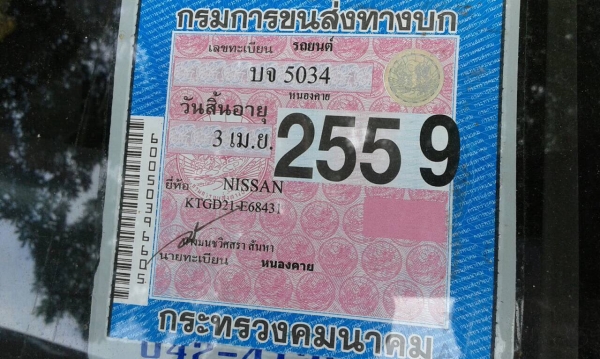 กรมการขนส่งทางบก
เลขทะเบียน รถยนต์
บจ 5034
หนองคาย
วันสิ้นอายุ
3 เม.ย. 2559
ยี่ห้อ NISSAN
KTGD21-E68431
นายทะเบียน หนองคาย
กระทรวงคมนาคม